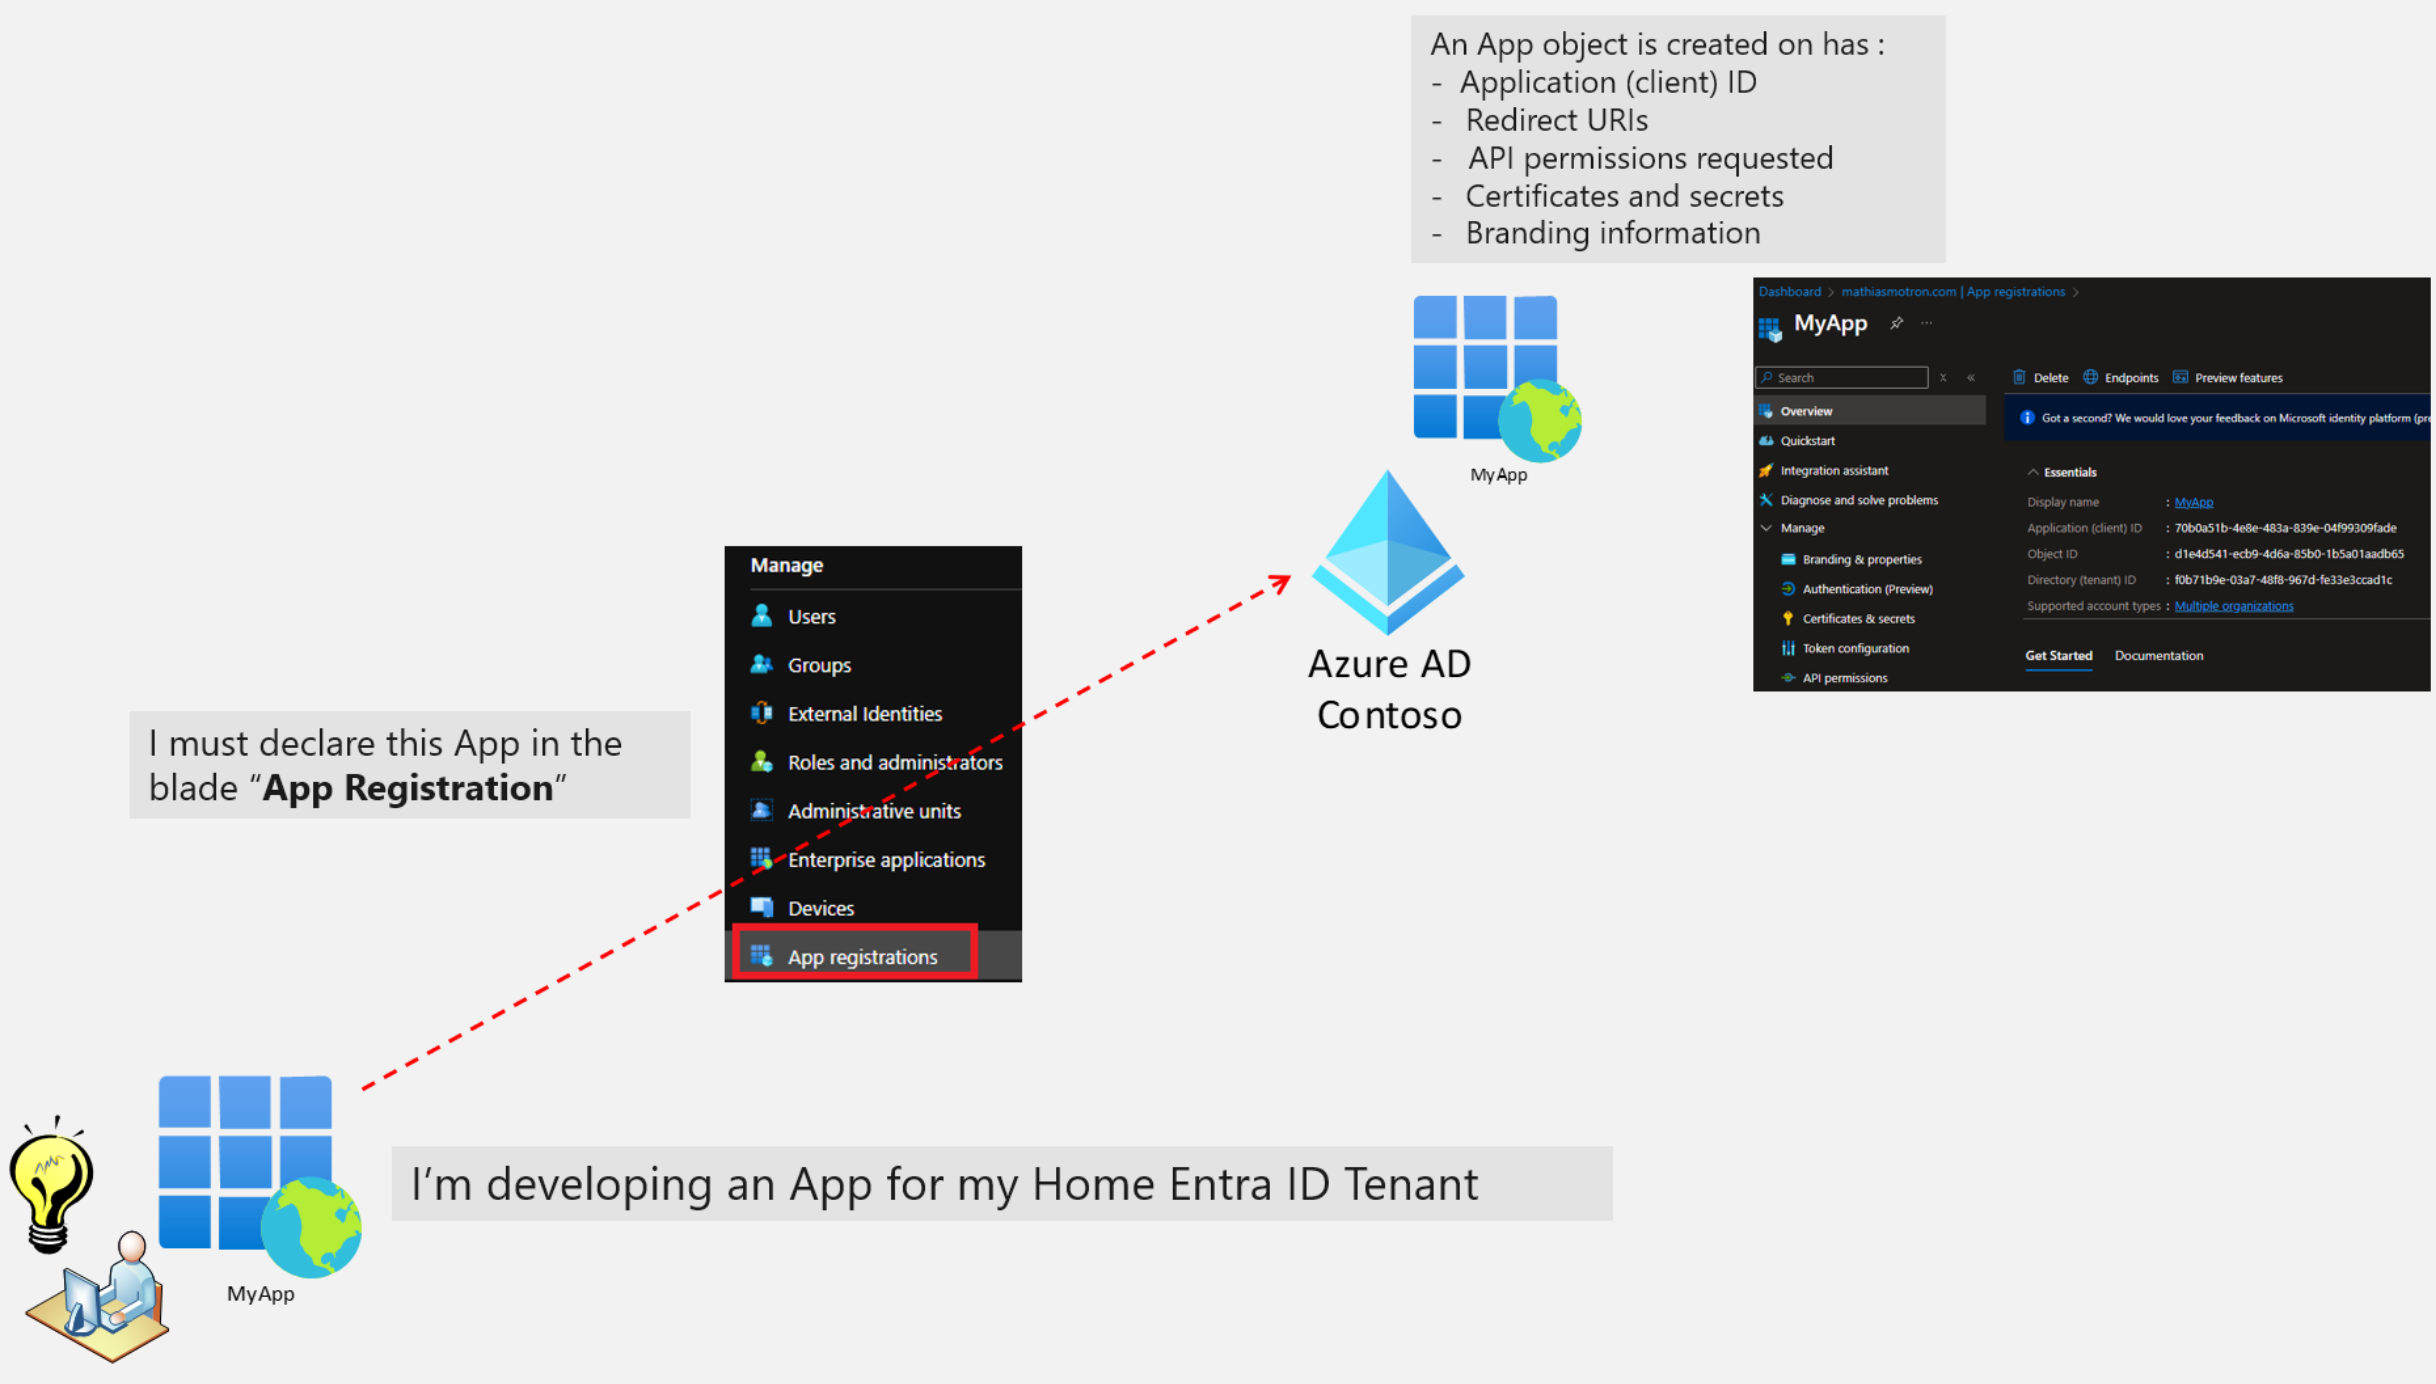 An App object is created on has :
- Application (client) ID
- Redirect URIs
- API permissions requested
- Certificates and secrets
- Branding information
MyApp
Azure AD
Contoso
Dashboard > mathiasmotron.com | App registrations >
MyApp
Search
Delete
Endpoints
Preview features
Overview
Got a second? We would love your feedback on Microsoft identity platform (pre
Quickstart
Integration assistant
Diagnose and solve problems
Manage
Branding & properties
Authentication (Preview)
Certificates & secrets
Token configuration
API permissions
Essentials
Display name : MyApp
Application (client) ID : 70b0a51b-4e8e-483a-839e-04f99309fade
Object ID : d1e4d541-ecb9-4d6a-85b0-1b5a01aadb65
Directory (tenant) ID : f0b71b9e-03a7-48f8-967d-fe33e3ccad1c
Supported account types : Multiple organizations
Get Started Documentation
Manage
Users
Groups
External Identities
Roles and administrators
Administrative units
Enterprise applications
Devices
App registrations
I must declare this App in the
blade “App Registration”
I’m developing an App for my Home Entra ID Tenant
MyApp